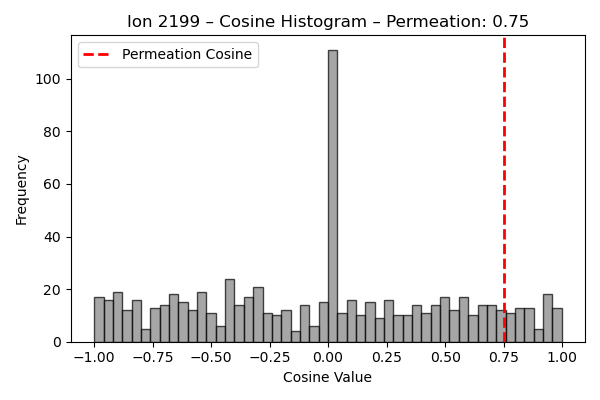 Ion 2199 – Cosine Histogram – Permeation: 0.75
Permeation Cosine
Frequency
100
80
60
40
20
0
−1.00 −0.75 −0.50 −0.25 0.00 0.25 0.50 0.75 1.00
Cosine Value